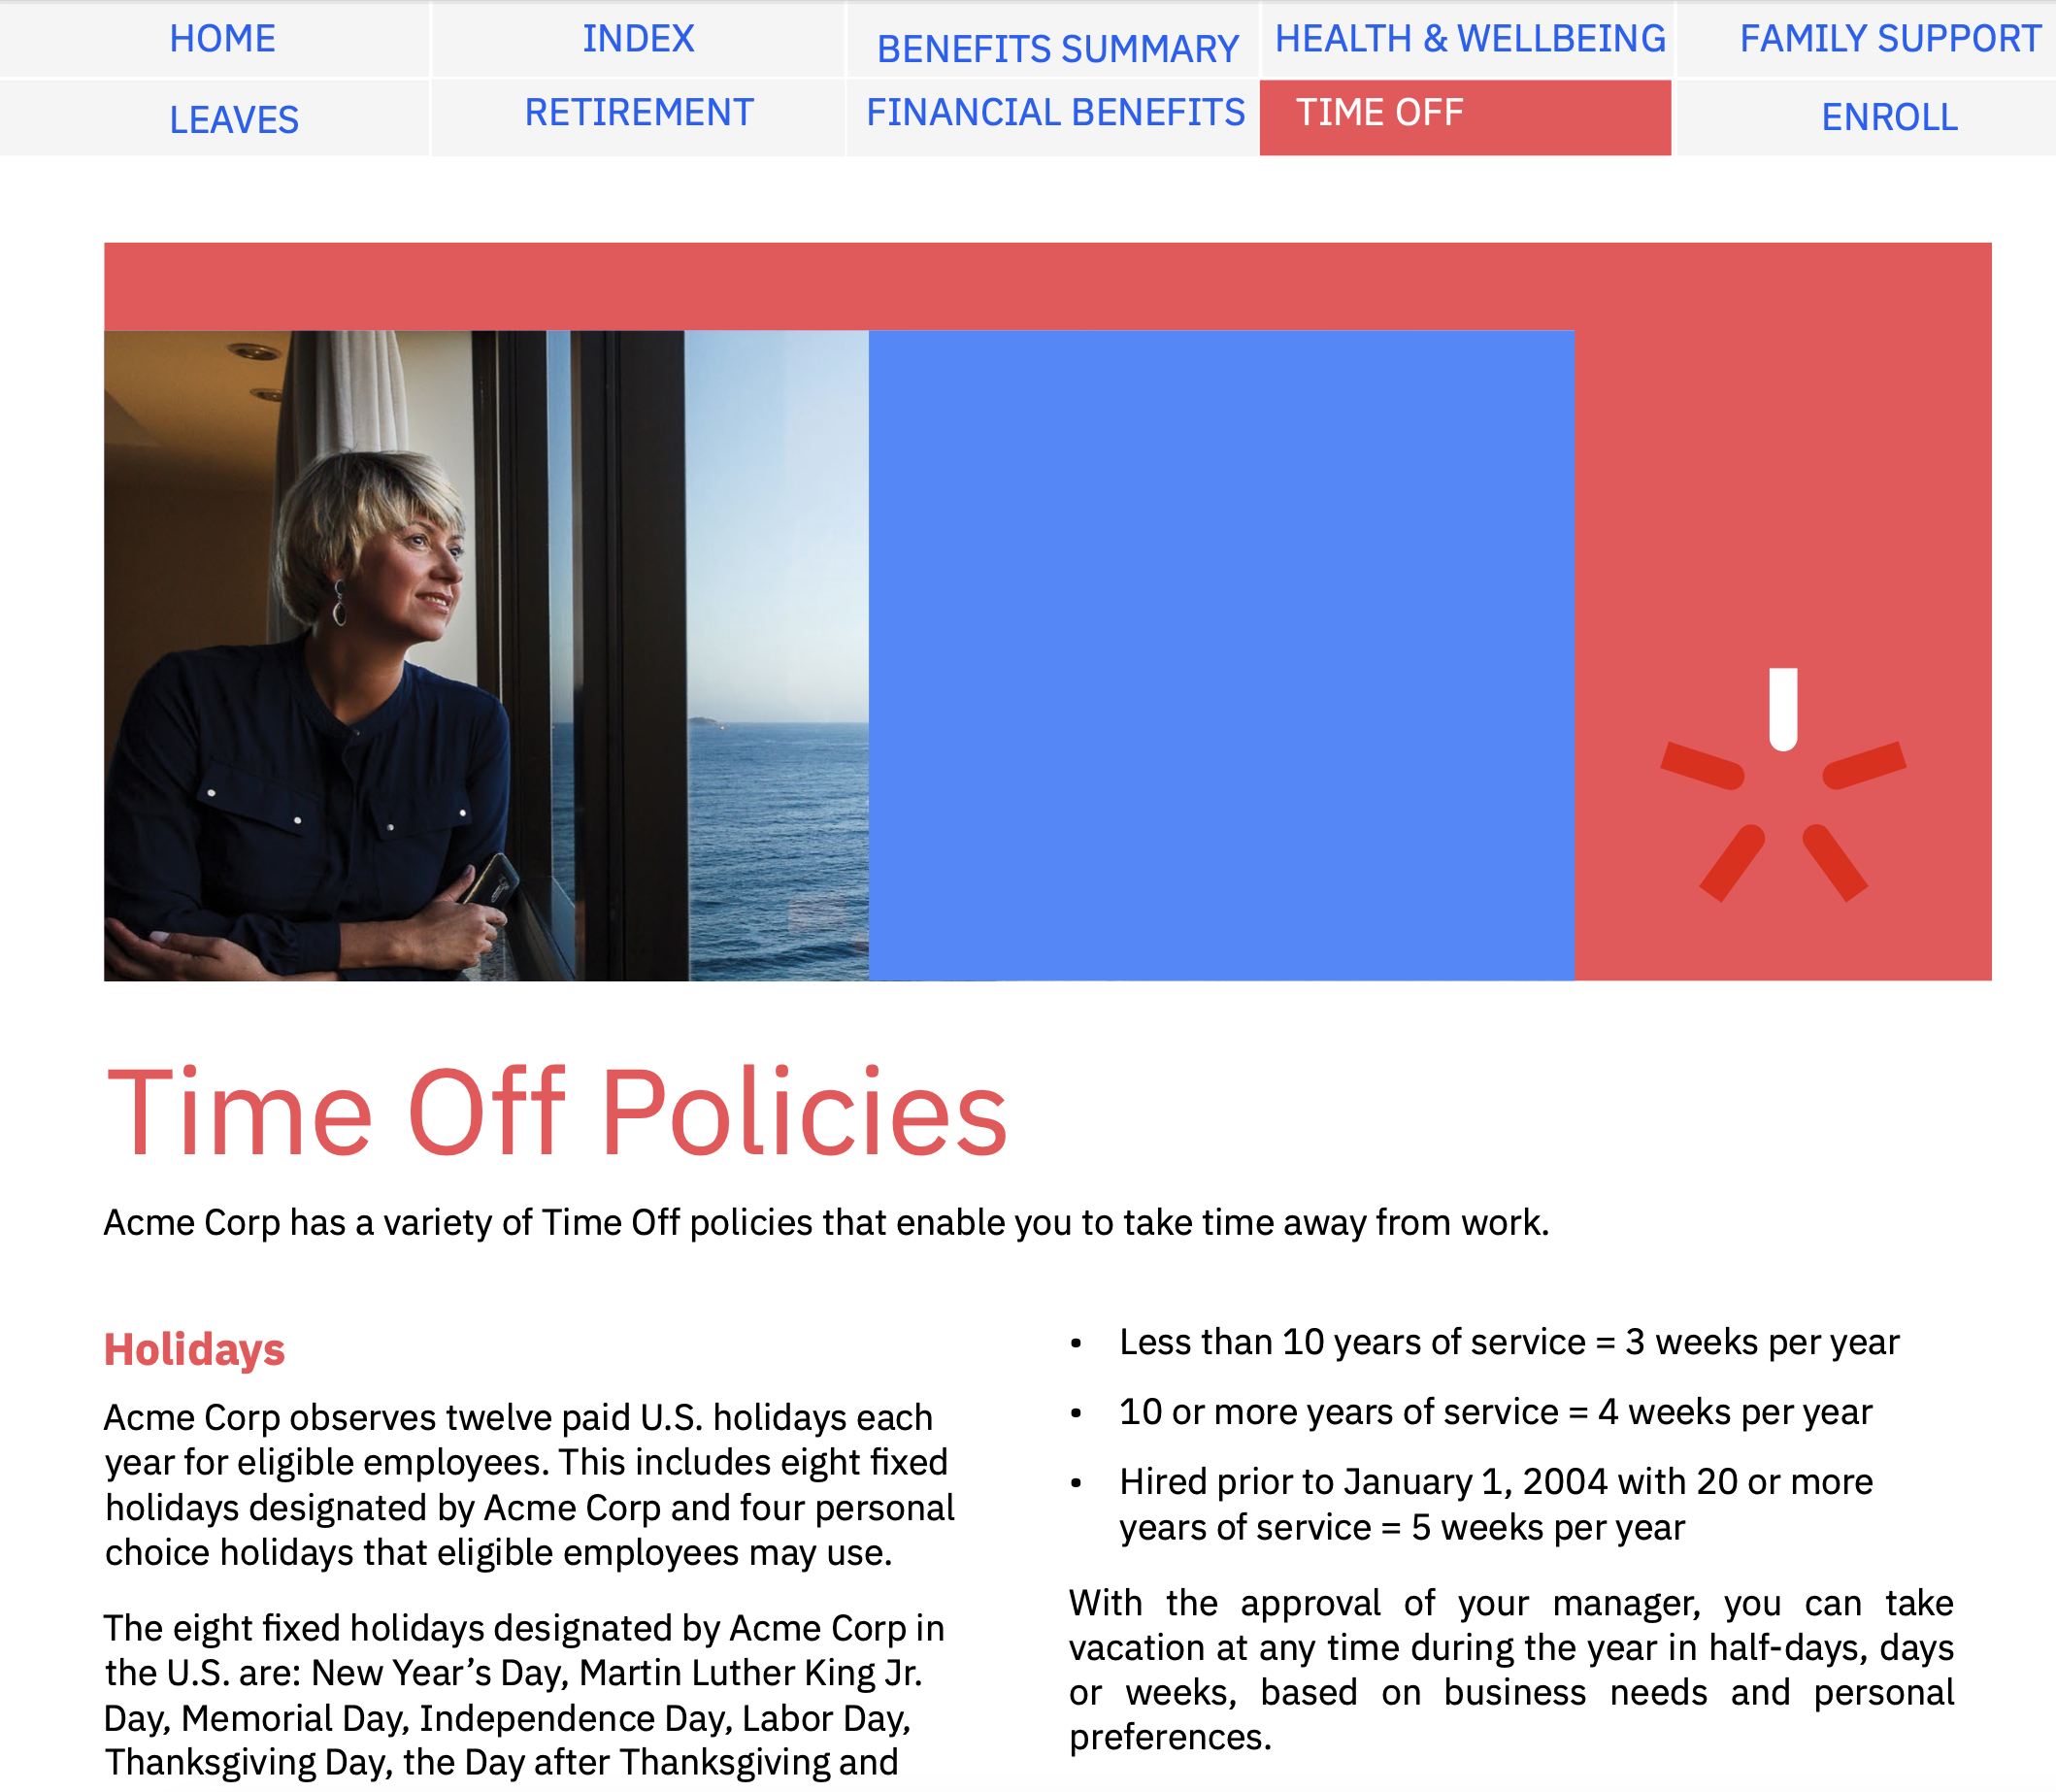 HOME
INDEX
BENEFITS SUMMARY
HEALTH & WELLBEING
FAMILY SUPPORT
LEAVES
RETIREMENT
FINANCIAL BENEFITS
TIME OFF
ENROLL
Time Off Policies
Acme Corp has a variety of Time Off policies that enable you to take time away from work.
Holidays
Acme Corp observes twelve paid U.S. holidays each
year for eligible employees. This includes eight fixed
holidays designated by Acme Corp and four personal
choice holidays that eligible employees may use.
The eight fixed holidays designated by Acme Corp in
the U.S. are: New Year’s Day, Martin Luther King Jr.
Day, Memorial Day, Independence Day, Labor Day,
Thanksgiving Day, the Day after Thanksgiving and
• Less than 10 years of service = 3 weeks per year
• 10 or more years of service = 4 weeks per year
• Hired prior to January 1, 2004 with 20 or more
years of service = 5 weeks per year
With the approval of your manager, you can take
vacation at any time during the year in half-days, days
or weeks, based on business needs and personal
preferences.